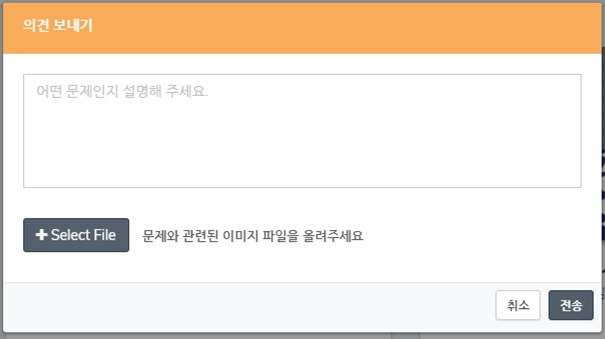 의견 보내기
어떤 문제인지 설명해 주세요.
+ Select File
문제와 관련된 이미지 파일을 올려주세요
취소
전송